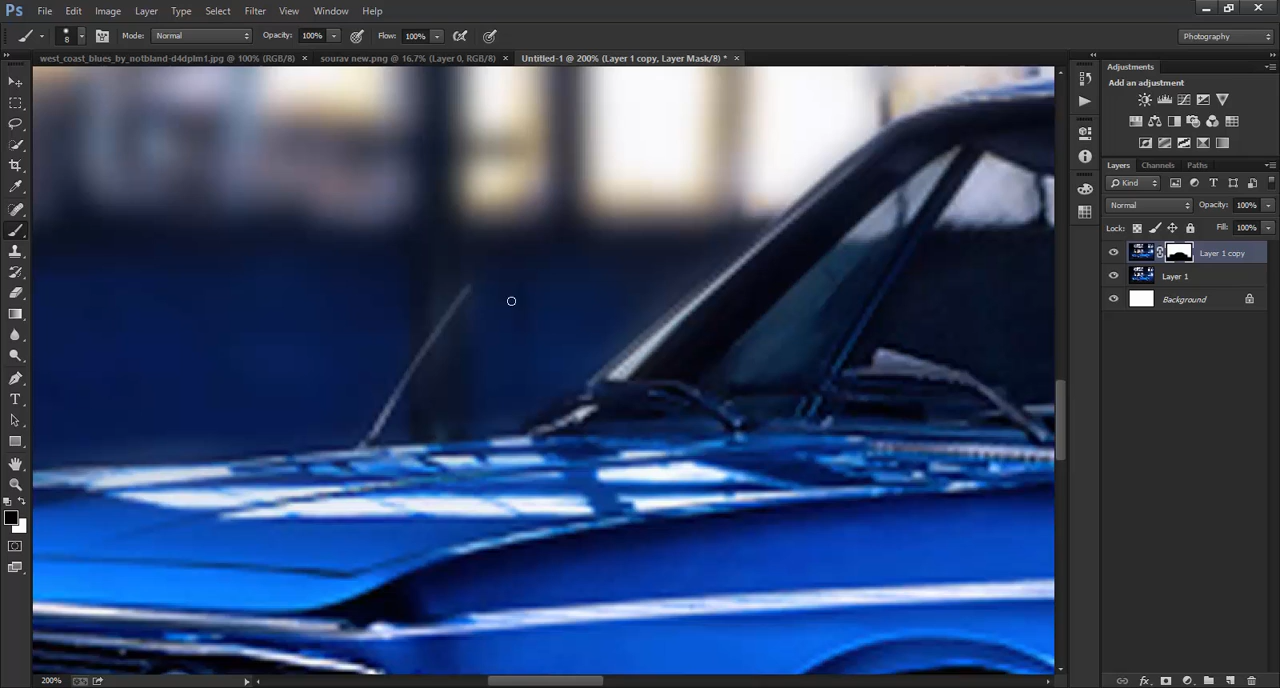 Ps File Edit Image Layer Type Select Filter View Window Help
8 Mode: Normal Opacity: 100% Flow: 100% Photography
west_coast_blues_by_notbland-d4dplm1.jpg @ 100% (RGB/8) × sourav new.png @ 16.7% (Layer 0, RGB/8) × Untitled-1 @ 200% (Layer 1 copy, Layer Mask/8) * ×
Adjustments
Add an adjustment
Layers Channels Paths
Kind
Normal Opacity: 100%
Lock: Fill: 100%
Layer 1 copy
Layer 1
Background
200%